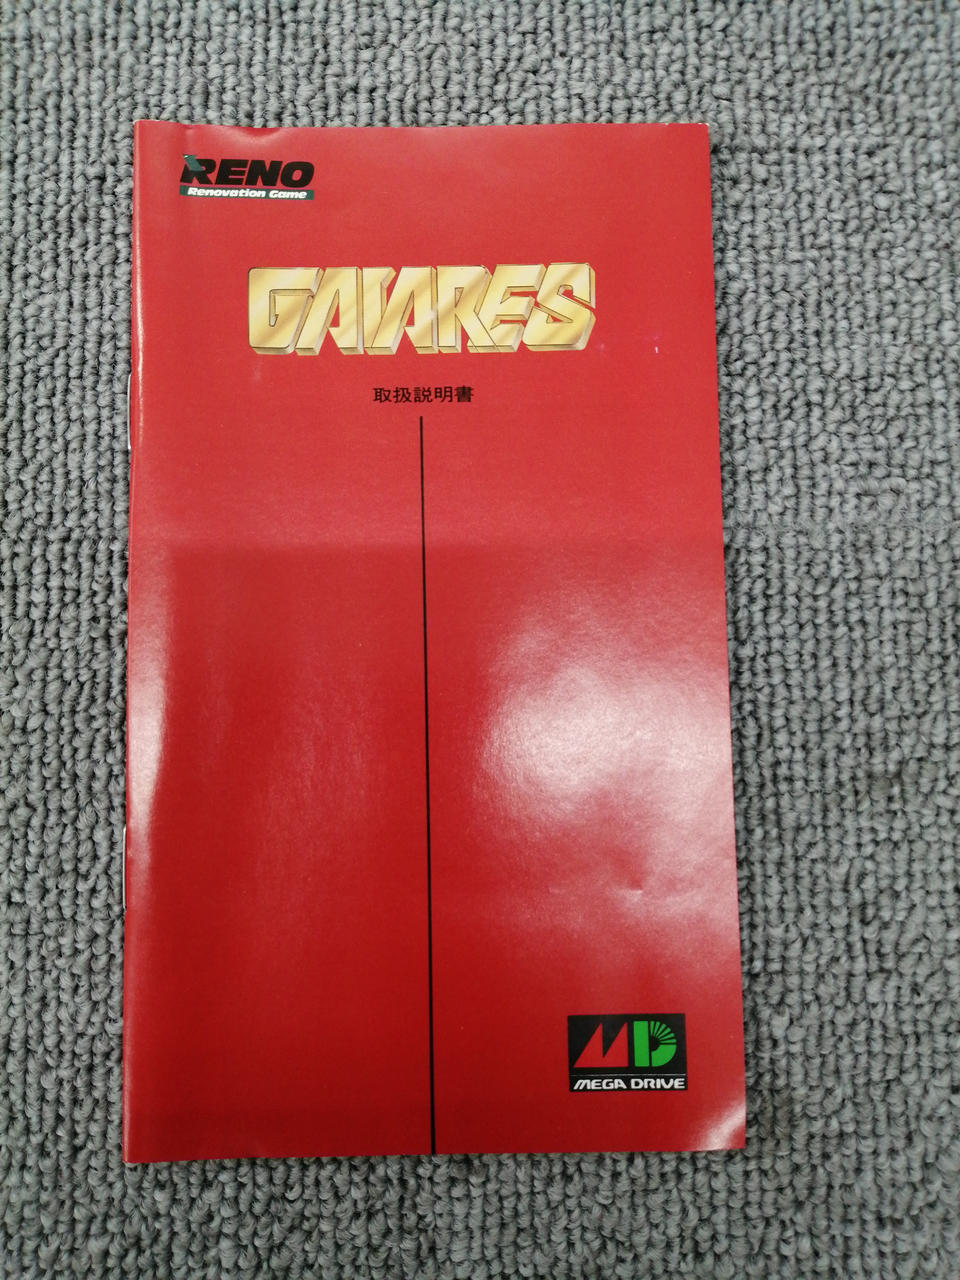 RENO
Renovation Game
GAIARES
取扱説明書
MD
MEGA DRIVE